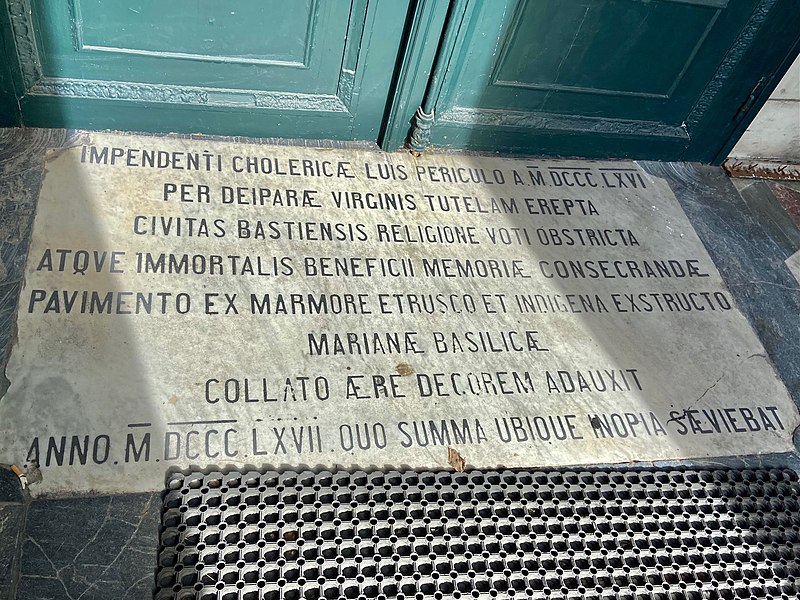 IMPENDENTI CHOLERICÆ LUIS PERICULO A.M̅.D̅C̅C̅C̅.LXVI
PER DEIPARÆ VIRGINIS TUTELAM EREPTA
CIVITAS BASTIENSIS RELIGIONE VOTI OBSTRICTA
ATQVE IMMORTALIS BENEFICII MEMORIÆ CONSECRANDÆ
PAVIMENTO EX MARMORE ETRUSCO ET INDIGENA EXSTRUCTO
MARIANÆ BASILICÆ
COLLATO ÆRE DECOREM ADAUXIT
ANNO.M̅.D̅C̅C̅C̅.LXVII.QUO SUMMA UBIQUE INOPIA SÆVIEBAT